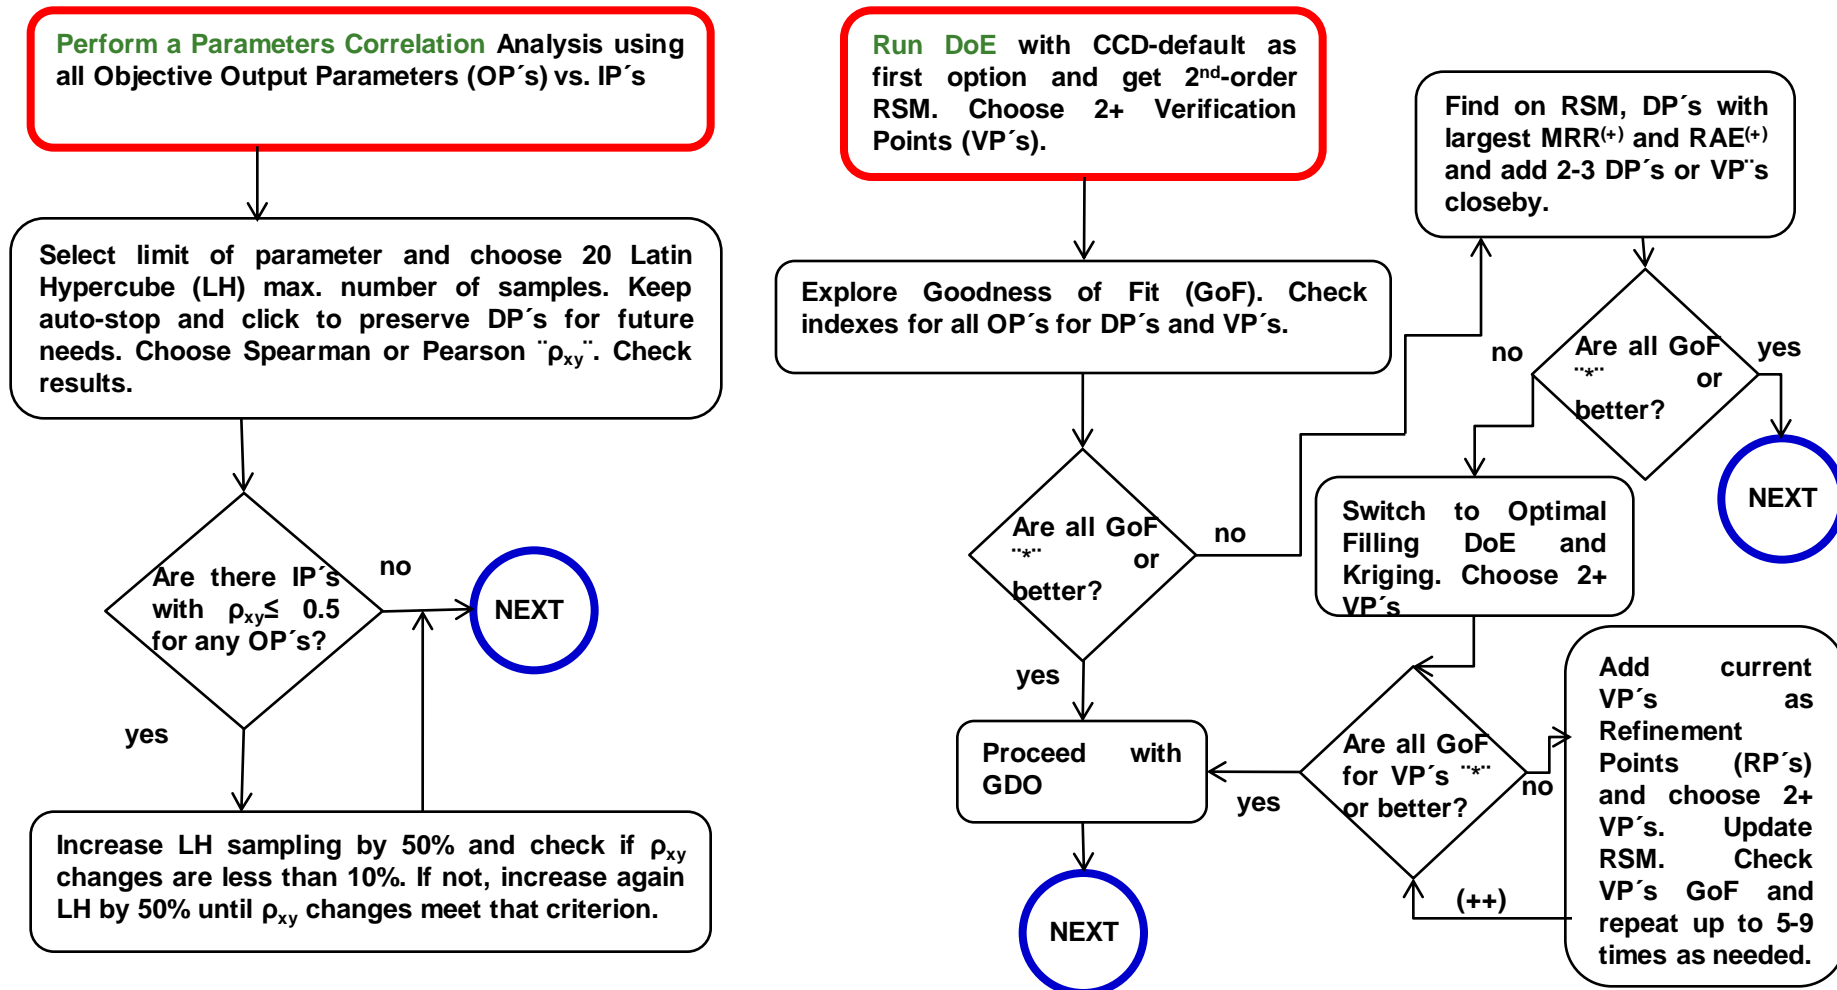 Perform a Parameters Correlation Analysis using
all Objective Output Parameters (OP´s) vs. IP´s
Select limit of parameter and choose 20 Latin
Hypercube (LH) max. number of samples. Keep
auto-stop and click to preserve DP´s for future
needs. Choose Spearman or Pearson ¨ρxy¨. Check
results.
Are there IP´s
with ρxy≤ 0.5
for any OP´s?
no
NEXT
yes
Increase LH sampling by 50% and check if ρxy
changes are less than 10%. If not, increase again
LH by 50% until ρxy changes meet that criterion.
Run DoE with CCD-default as
first option and get 2nd-order
RSM. Choose 2+ Verification
Points (VP´s).
Explore Goodness of Fit (GoF). Check
indexes for all OP´s for DP´s and VP´s.
Are all GoF
¨*¨ or
better?
no
yes
Proceed with
GDO
NEXT
Find on RSM, DP´s with
largest MRR(+) and RAE(+)
and add 2-3 DP´s or VP¨s
closeby.
Are all GoF
¨*¨ or
better?
no
yes
NEXT
Switch to Optimal
Filling DoE and
Kriging. Choose 2+
VP´s
Are all GoF
for VP´s ¨*¨
or better?
yes
no
Add current
VP´s as
Refinement
Points (RP´s)
and choose 2+
VP´s. Update
RSM. Check
VP´s GoF and
repeat up to 5-9
times as needed.
(++)